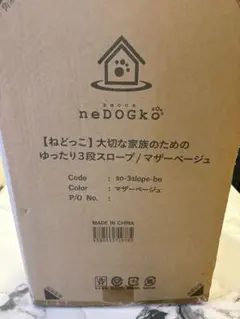 neDOGko
【ねどっこ】大切な家族のための
ゆったり3段スロープ/マザーベージュ
Code : so-3slope-be
Color : マザーベージュ
P/O No. :
MADE IN CHINA